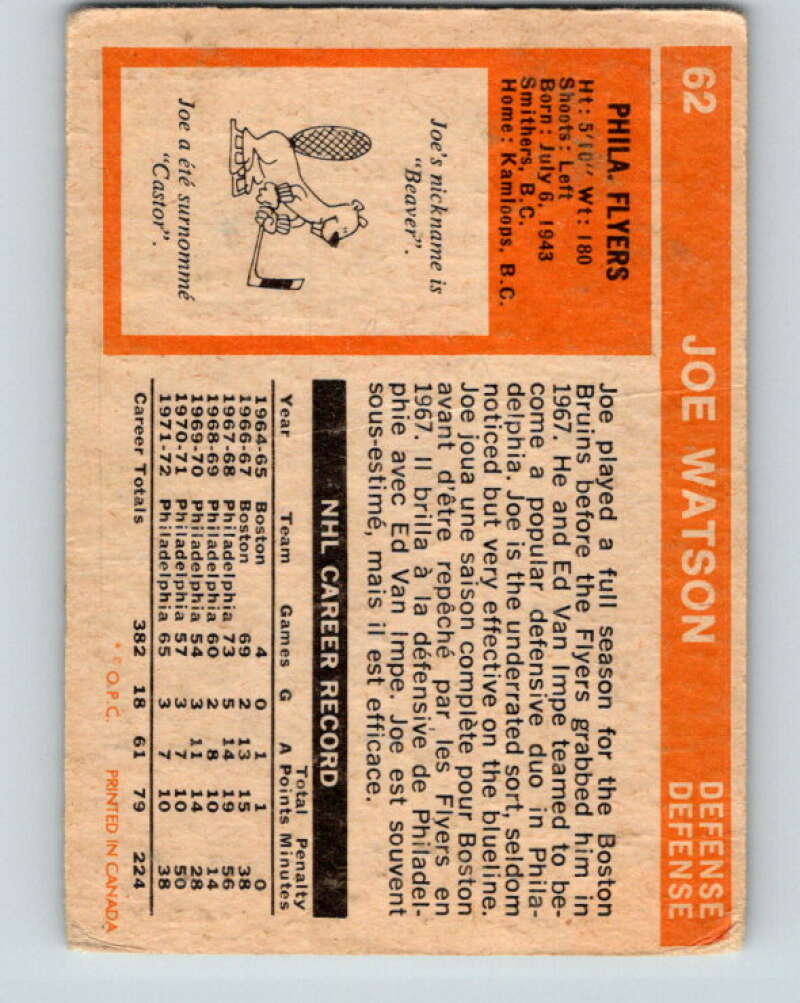 62 JOE WATSON DEFENSE
DEFENSE
PHILA. FLYERS
Ht: 5'10" Wt: 180
Shoots: Left
Born: July 6, 1943
Smithers, B.C.
Home: Kamloops, B.C.
Joe's nickname is
"Beaver".
Joe a été surnommé
"Castor".
Joe played a full season for the Boston
Bruins before the Flyers grabbed him in
1967. He and Ed Van Impe teamed to be-
come a popular defensive duo in Phila-
delphia. Joe is the underrated sort, seldom
noticed but very effective on the blueline.
Joe joua une saison complète pour Boston
avant d'être repêché par les Flyers en
1967. Il brilla à la défensive de Philadel-
phie avec Ed Van Impe. Joe est souvent
sous-estimé, mais il est efficace.
NHL CAREER RECORD
Total Penalty
Year Team Games G A Points Minutes
1964-65 Boston 4 0 1 1 0
1966-67 Boston 69 2 13 15 38
1967-68 Philadelphia 73 5 14 19 56
1968-69 Philadelphia 60 2 8 10 14
1969-70 Philadelphia 54 3 11 14 28
1970-71 Philadelphia 57 3 7 10 50
1971-72 Philadelphia 65 3 7 10 38
Career Totals 382 18 61 79 224
O.P.C. PRINTED IN CANADA